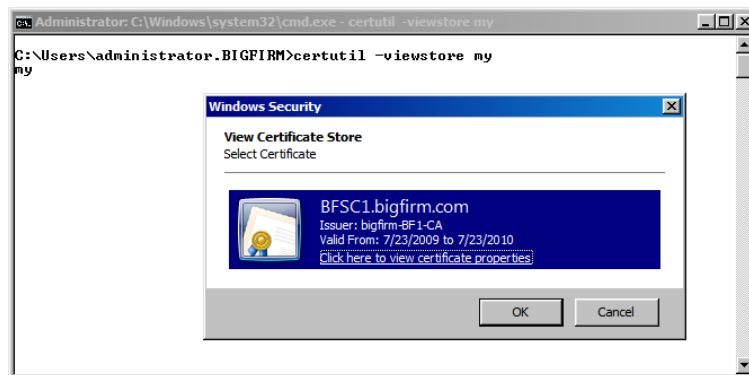 Administrator: C:\Windows\system32\cmd.exe - certutil -viewstore my
C:\Users\administrator.BIGFIRM>certutil -viewstore my
my
Windows Security
View Certificate Store
Select Certificate
BFSC1.bigfirm.com
Issuer: bigfirm-BF1-CA
Valid From: 7/23/2009 to 7/23/2010
Click here to view certificate properties
OK Cancel